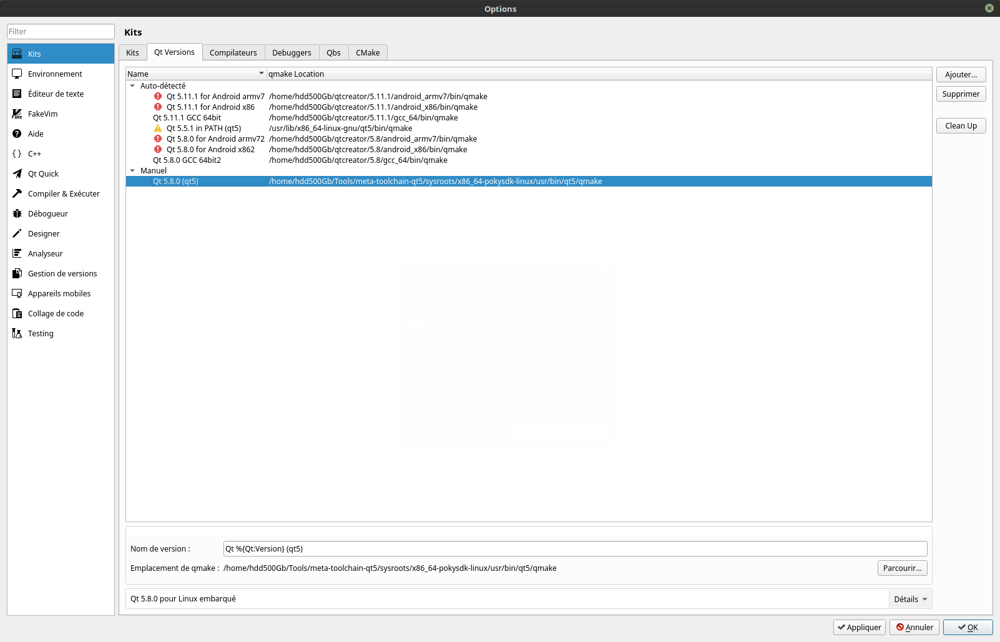 Options
Filter
Kits
Environnement
Éditeur de texte
FakeVim
Aide
C++
Qt Quick
Compiler & Exécuter
Débogueur
Designer
Analyseur
Gestion de versions
Appareils mobiles
Collage de code
Testing
Kits
Kits Qt Versions Compilateurs Debuggers Qbs CMake
Name qmake Location
Auto-détecté
Qt 5.11.1 for Android armv7 /home/hdd500Gb/qtcreator/5.11.1/android_armv7/bin/qmake
Qt 5.11.1 for Android x86 /home/hdd500Gb/qtcreator/5.11.1/android_x86/bin/qmake
Qt 5.11.1 GCC 64bit /home/hdd500Gb/qtcreator/5.11.1/gcc_64/bin/qmake
Qt 5.5.1 in PATH (qt5) /usr/lib/x86_64-linux-gnu/qt5/bin/qmake
Qt 5.8.0 for Android armv72 /home/hdd500Gb/qtcreator/5.8/android_armv7/bin/qmake
Qt 5.8.0 for Android x862 /home/hdd500Gb/qtcreator/5.8/android_x86/bin/qmake
Qt 5.8.0 GCC 64bit2 /home/hdd500Gb/qtcreator/5.8/gcc_64/bin/qmake
Manuel
Qt 5.8.0 (qt5) /home/hdd500Gb/Tools/meta-toolchain-qt5/sysroots/x86_64-pokysdk-linux/usr/bin/qt5/qmake
Ajouter...
Supprimer
Clean Up
Nom de version : Qt %{Qt:Version} (qt5)
Emplacement de qmake : /home/hdd500Gb/Tools/meta-toolchain-qt5/sysroots/x86_64-pokysdk-linux/usr/bin/qt5/qmake Parcourir...
Qt 5.8.0 pour Linux embarqué Détails
Appliquer Annuler OK